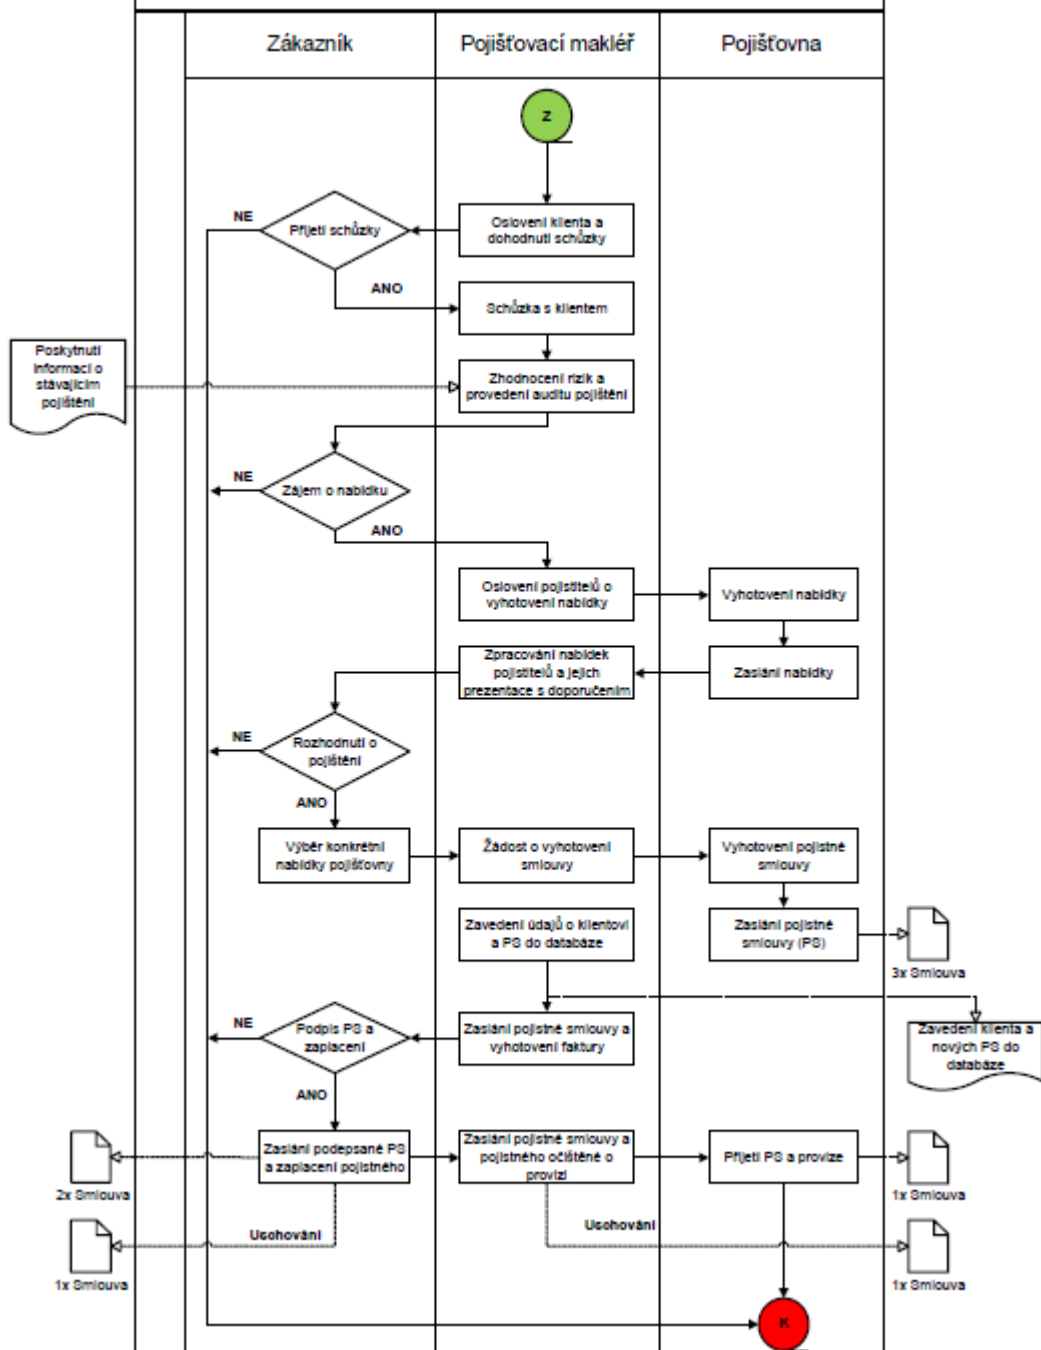 Zákazník
Pojišťovací makléř
Pojišťovna
Z
Oslovení klienta a
dohodnutí schůzky
Přijetí schůzky
NE
ANO
Schůzka s klientem
Poskytnutí
informací o
stávajícím
pojištění
Zhodnocení rizik a
provedení auditu pojištění
Zájem o nabídku
NE
ANO
Oslovení pojistitelů o
vyhotovení nabídky
Vyhotovení nabídky
Zpracování nabídek
pojistitelů a jejich
prezentace s doporučením
Zaslání nabídky
Rozhodnutí o
pojištění
NE
ANO
Výběr konkrétní
nabídky pojišťovny
Žádost o vyhotovení
smlouvy
Vyhotovení pojistné
smlouvy
Zavedení údajů o klientovi
a PS do databáze
Zaslání pojistné
smlouvy (PS)
3x Smlouva
Podpis PS a
zaplacení
NE
ANO
Zaslání pojistné smlouvy a
vyhotovení faktury
Zavedení klienta a
nových PS do
databáze
2x Smlouva
Zaslání podepsané PS
a zaplacení pojistného
Zaslání pojistné smlouvy a
pojistného očištěné o
provizi
Přijetí PS a provize
1x Smlouva
Uschování
Uschování
1x Smlouva
1x Smlouva
K